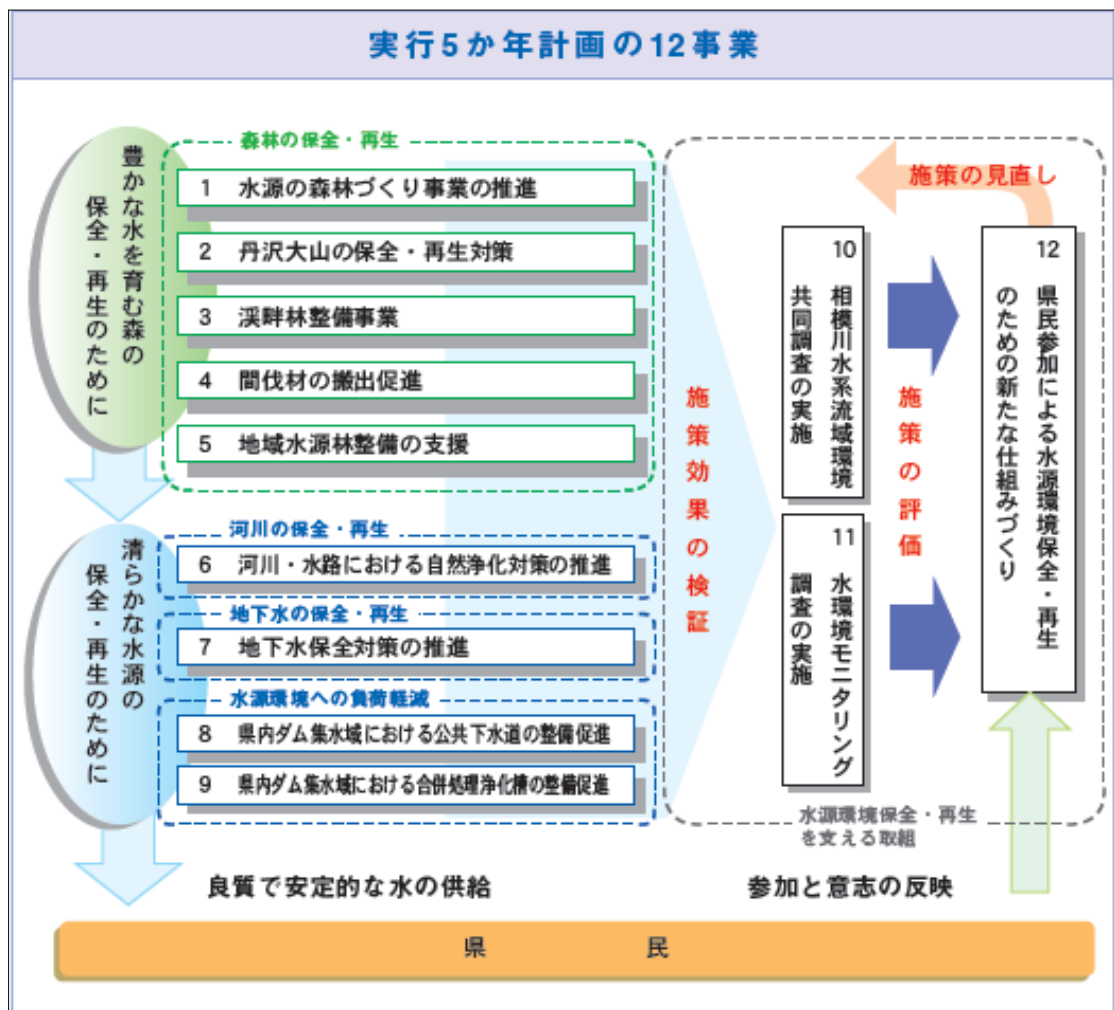 実行5か年計画の12事業
豊かな水を育む森の
保全・再生のために
森林の保全・再生
1 水源の森林づくり事業の推進
2 丹沢大山の保全・再生対策
3 渓畔林整備事業
4 間伐材の搬出促進
5 地域水源林整備の支援
清らかな水源の
保全・再生のために
河川の保全・再生
6 河川・水路における自然浄化対策の推進
地下水の保全・再生
7 地下水保全対策の推進
水源環境への負荷軽減
8 県内ダム集水域における公共下水道の整備促進
9 県内ダム集水域における合併処理浄化槽の整備促進
施策効果の検証
10 相模川水系流域環境
共同調査の実施
11 水環境モニタリング
調査の実施
施策の評価
12 県民参加による水源環境保全・再生
のための新たな仕組みづくり
施策の見直し
水源環境保全・再生
を支える取組
良質で安定的な水の供給
参加と意志の反映
県民